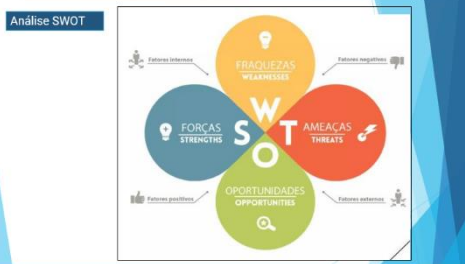 Análise SWOT
Fatores internos
Fatores negativos
FRAQUEZAS
WEAKNESSES
FORÇAS
STRENGTHS
S W O T
AMEAÇAS
THREATS
OPORTUNIDADES
OPPORTUNITIES
Fatores positivos
Fatores externos